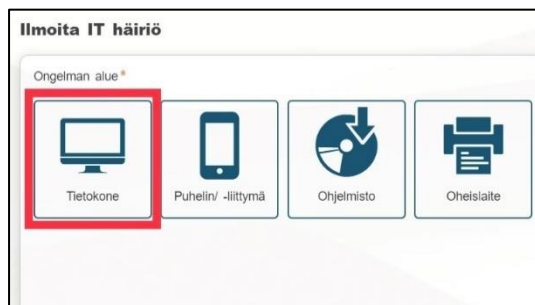 Ilmoita IT häiriö
Ongelman alue*
Tietokone
Puhelin/ -liittymä
Ohjelmisto
Oheislaite